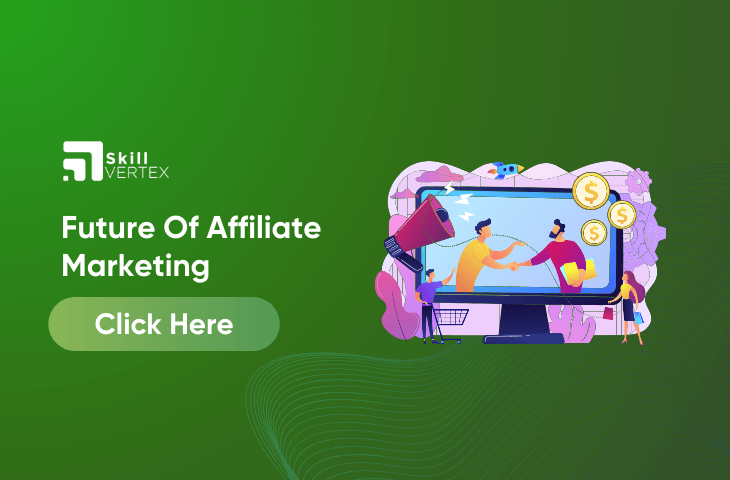 Skill
VERTEX
Future Of Affiliate
Marketing
Click Here
$
$
$